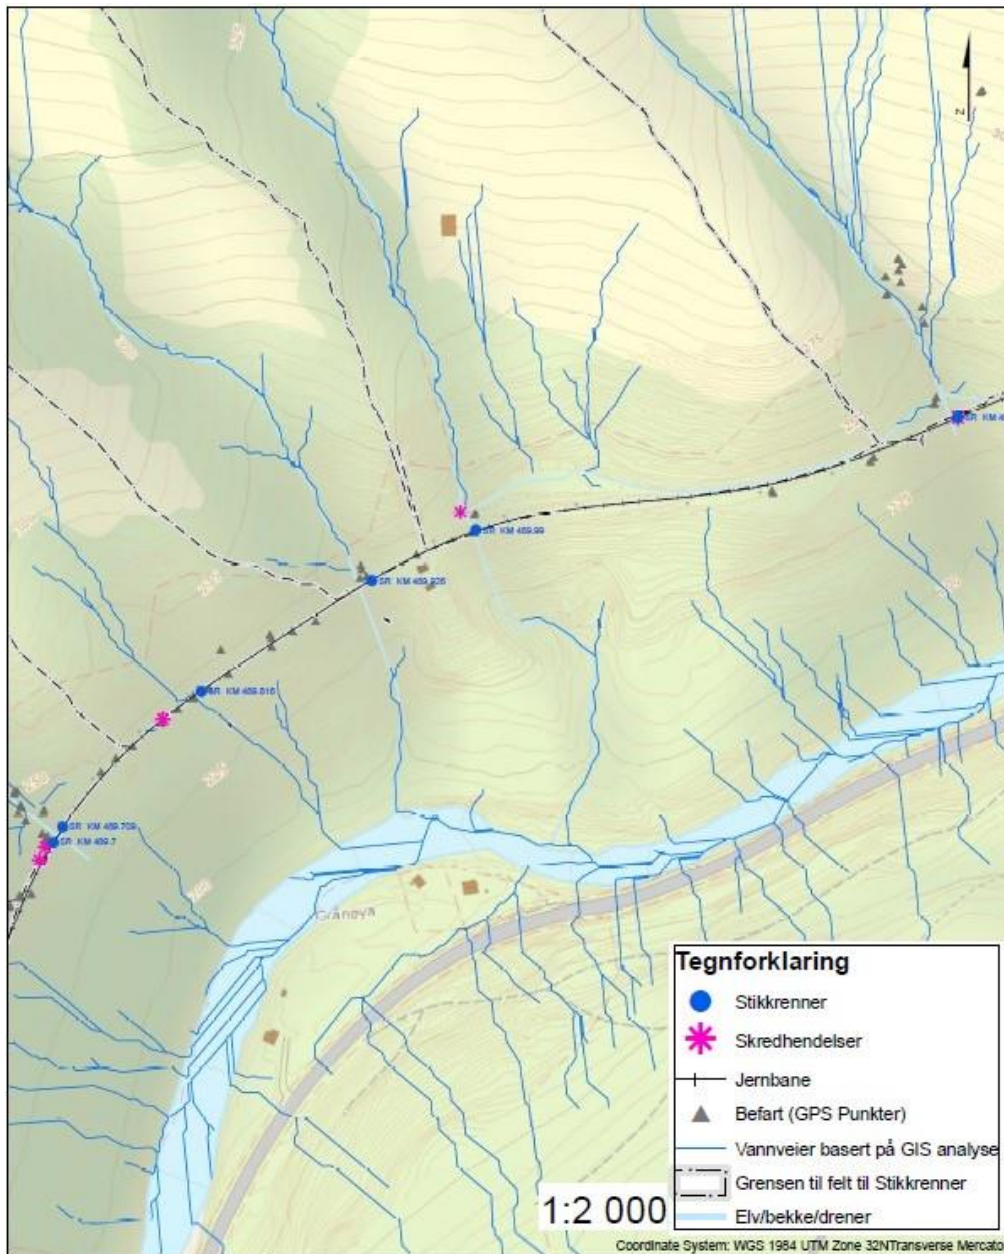 N
SR KM 469.99
SR KM 469.926
SR KM 469.816
250
SR KM 469.709
SR KM 469.7
Grånøya
Tegnforklaring
Stikkrenner
Skredhendelser
Jernbane
Befart (GPS Punkter)
Vannveier basert på GIS analyse
Grensen til felt til Stikkrenner
Elv/bekke/drener
1:2 000
Coordinate System: WGS 1984 UTM Zone 32NTransverse Mercato